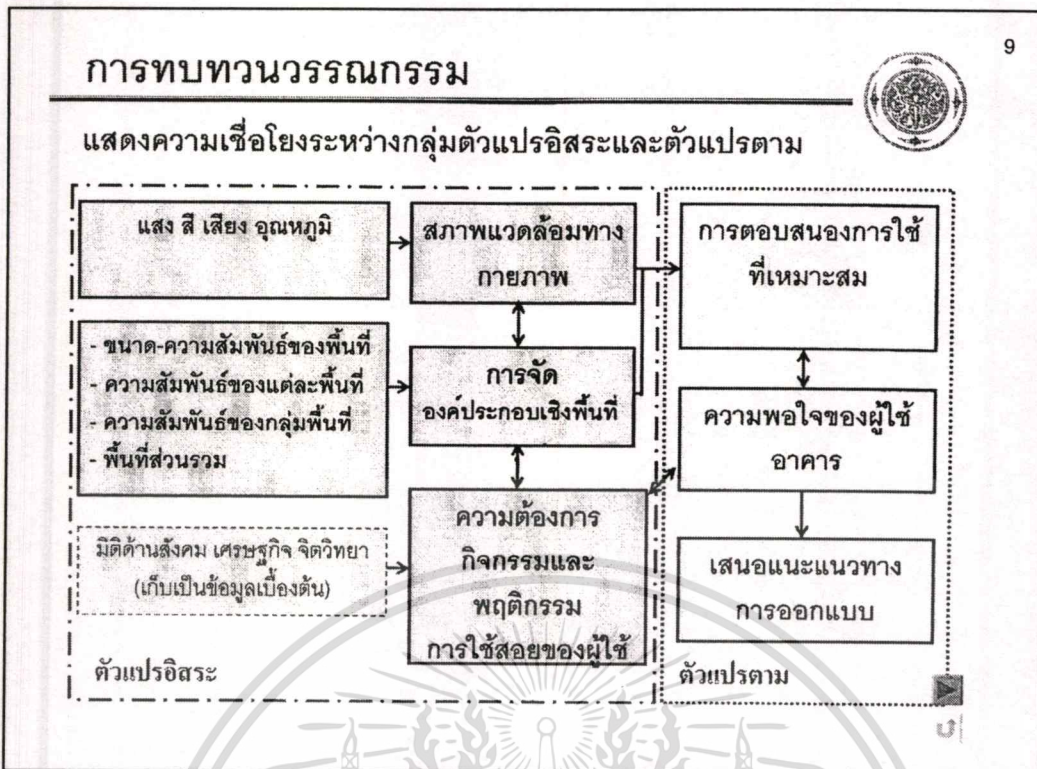 9
การทบทวนวรรณกรรม
แสดงความเชื่อโยงระหว่างกลุ่มตัวแปรอิสระและตัวแปรตาม
แสง สี เสียง อุณหภูมิ
สภาพแวดล้อมทาง
กายภาพ
การตอบสนองการใช้
ที่เหมาะสม
- ขนาด-ความสัมพันธ์ของพื้นที่
- ความสัมพันธ์ของแต่ละพื้นที่
- ความสัมพันธ์ของกลุ่มพื้นที่
- พื้นที่ส่วนรวม
การจัด
องค์ประกอบเชิงพื้นที่
ความพอใจของผู้ใช้
อาคาร
มิติด้านสังคม เศรษฐกิจ จิตวิทยา
(เก็บเป็นข้อมูลเบื้องต้น)
ความต้องการ
กิจกรรมและ
พฤติกรรม
การใช้สอยของผู้ใช้
เสนอแนะแนวทาง
การออกแบบ
ตัวแปรอิสระ
ตัวแปรตาม